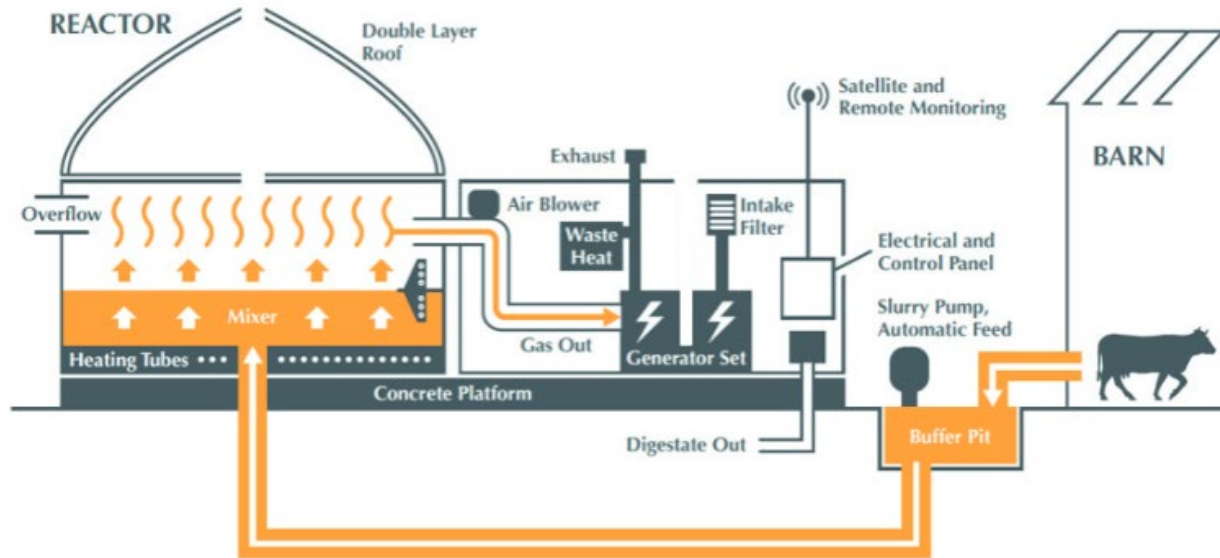 REACTOR
Double Layer
Roof
Satellite and
Remote Monitoring
BARN
Exhaust
Overflow
Air Blower
Intake
Filter
Waste
Heat
Electrical and
Control Panel
Mixer
Slurry Pump,
Automatic Feed
Gas Out
Heating Tubes
Generator Set
Concrete Platform
Digestate Out
Buffer Pit